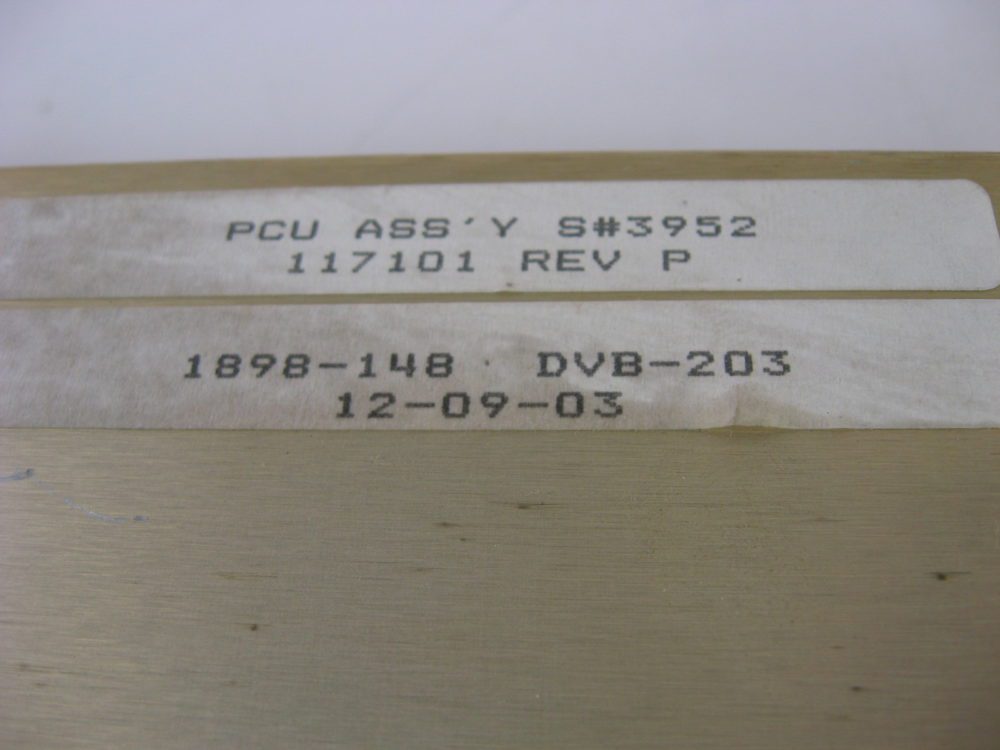 PCU ASS'Y S#3952
117101 REV P
1898-148 DVB-203
12-09-03